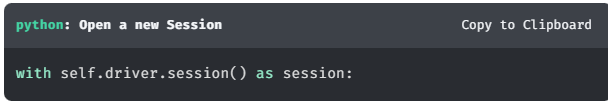 python: Open a new Session Copy to Clipboard
with self.driver.session() as session: